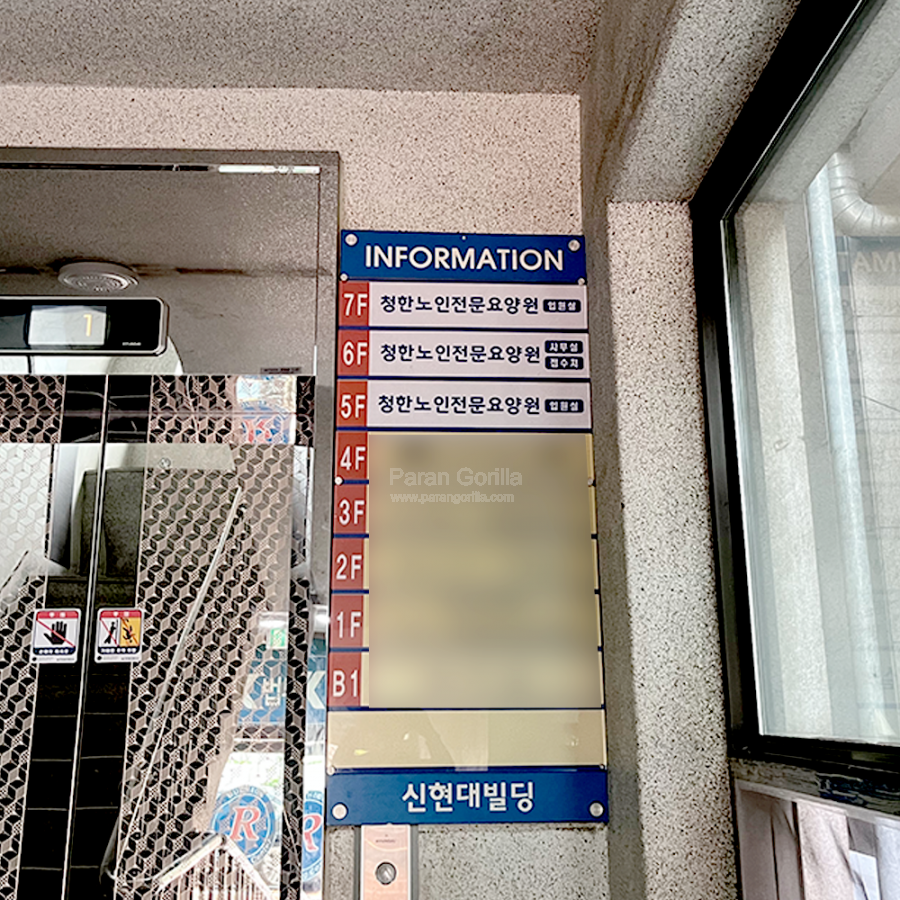 INFORMATION
7F 청한노인전문요양원 입원실
6F 청한노인전문요양원 사무실 접수처
5F 청한노인전문요양원 입원실
4F
Paran Gorilla
www.parangorilla.com
3F
2F
1F
B1
신현대빌딩
1
법
R
R